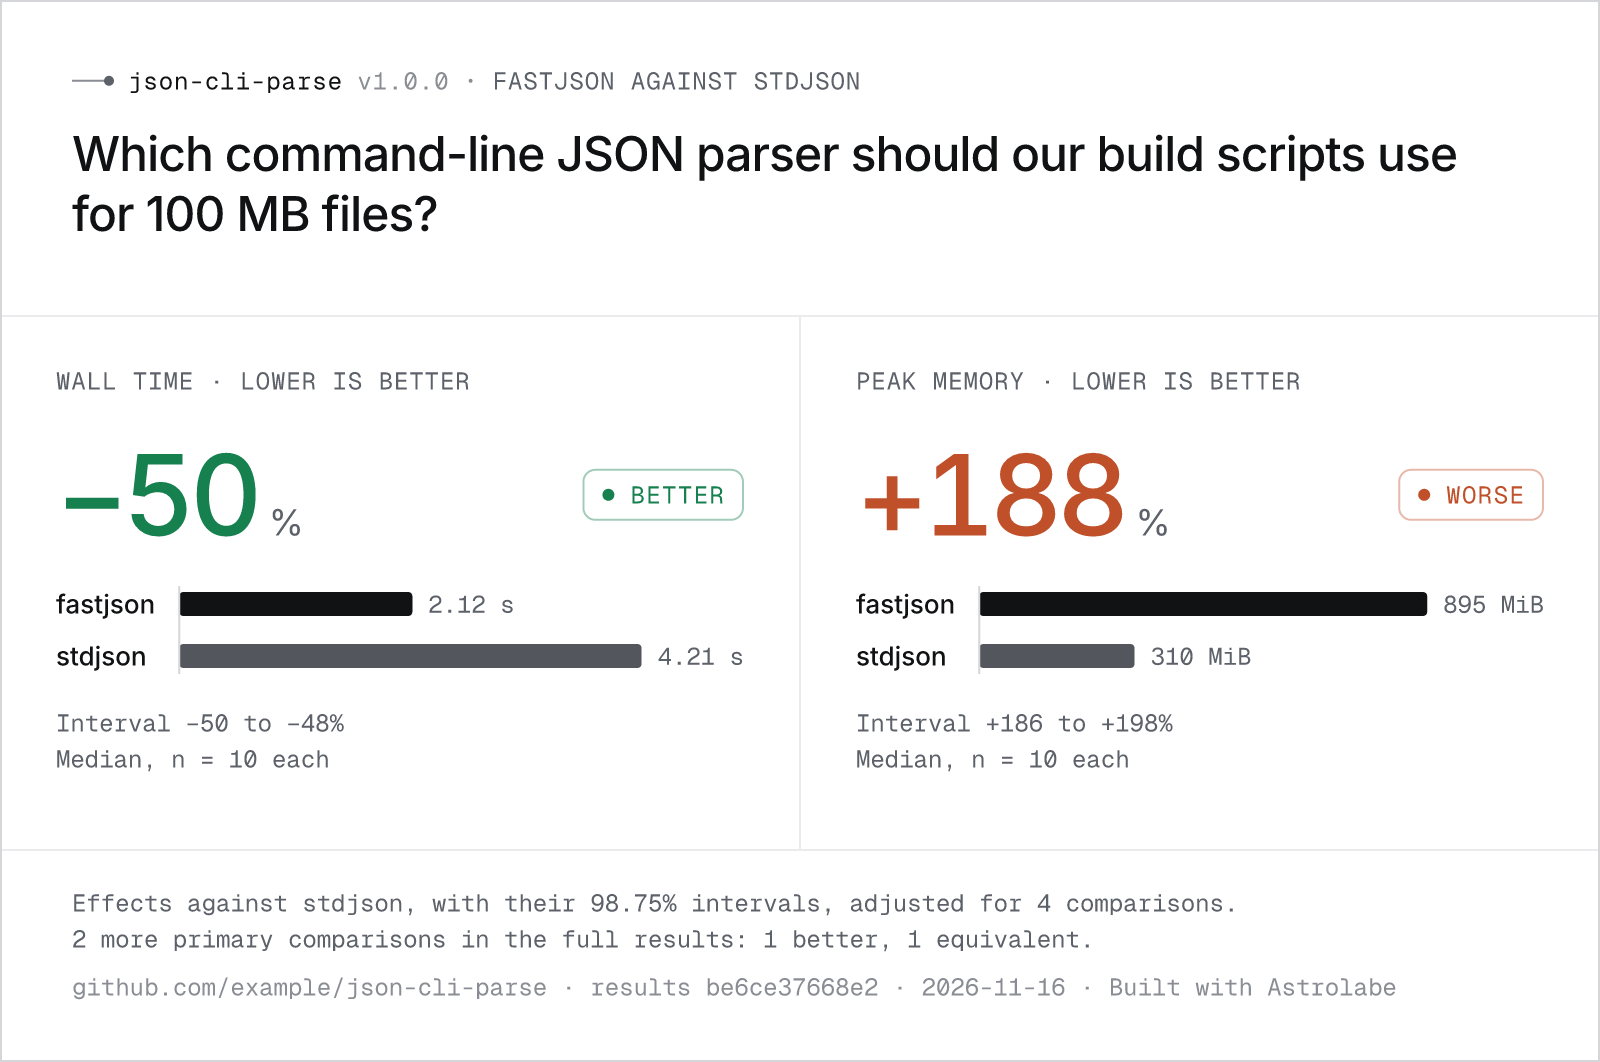 json-cli-parse v1.0.0 · FASTJSON AGAINST STDJSON
Which command-line JSON parser should our build scripts use
for 100 MB files?
WALL TIME · LOWER IS BETTER
−50 %
BETTER
fastjson 2.12 s
stdjson 4.21 s
Interval −50 to −48%
Median, n = 10 each
PEAK MEMORY · LOWER IS BETTER
+188 %
WORSE
fastjson 895 MiB
stdjson 310 MiB
Interval +186 to +198%
Median, n = 10 each
Effects against stdjson, with their 98.75% intervals, adjusted for 4 comparisons.
2 more primary comparisons in the full results: 1 better, 1 equivalent.
github.com/example/json-cli-parse · results be6ce37668e2 · 2026-11-16 · Built with Astrolabe